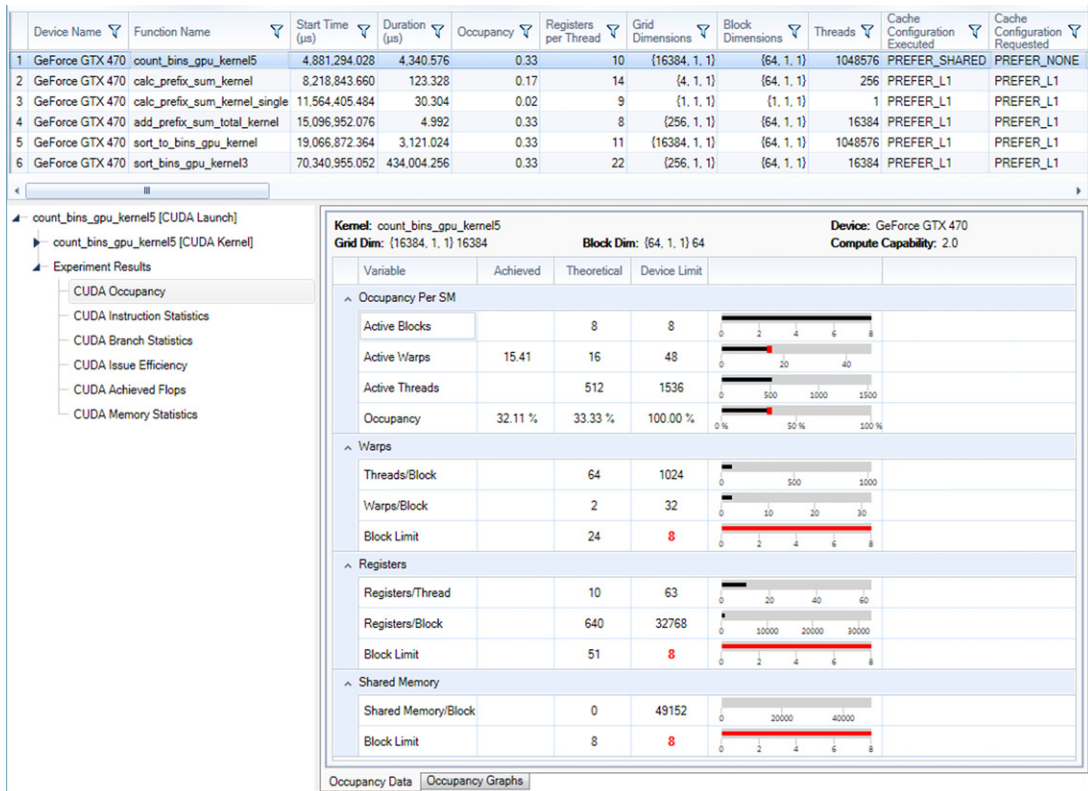 Device Name Function Name Start Time (µs) Duration (µs) Occupancy Registers per Thread Grid Dimensions Block Dimensions Threads Cache Configuration Executed Cache Configuration Requested
1 GeForce GTX 470 count_bins_gpu_kernel5 4,881,294.028 4,340.576 0.33 10 {16384, 1, 1} {64, 1, 1} 1048576 PREFER_SHARED PREFER_NONE
2 GeForce GTX 470 calc_prefix_sum_kernel 8,218,843.660 123.328 0.17 14 {4, 1, 1} {64, 1, 1} 256 PREFER_L1 PREFER_L1
3 GeForce GTX 470 calc_prefix_sum_kernel_single 11,564,405.484 30.304 0.02 9 {1, 1, 1} {1, 1, 1} 1 PREFER_L1 PREFER_L1
4 GeForce GTX 470 add_prefix_sum_total_kernel 15,096,952.076 4.992 0.33 8 {256, 1, 1} {64, 1, 1} 16384 PREFER_L1 PREFER_L1
5 GeForce GTX 470 sort_to_bins_gpu_kernel 19,066,872.364 3,121.024 0.33 11 {16384, 1, 1} {64, 1, 1} 1048576 PREFER_L1 PREFER_L1
6 GeForce GTX 470 sort_bins_gpu_kernel3 70,340,955.052 434,004.256 0.33 22 {256, 1, 1} {64, 1, 1} 16384 PREFER_L1 PREFER_L1
count_bins_gpu_kernel5 [CUDA Launch]
count_bins_gpu_kernel5 [CUDA Kernel]
Experiment Results
CUDA Occupancy
CUDA Instruction Statistics
CUDA Branch Statistics
CUDA Issue Efficiency
CUDA Achieved Flops
CUDA Memory Statistics
Kernel: count_bins_gpu_kernel5 Device: GeForce GTX 470
Grid Dim: {16384, 1, 1} 16384 Block Dim: {64, 1, 1} 64 Compute Capability: 2.0
Variable Achieved Theoretical Device Limit
Occupancy Per SM
Active Blocks 8 8
0 2 4 6 8
Active Warps 15.41 16 48
0 20 40
Active Threads 512 1536
0 500 1000 1500
Occupancy 32.11 % 33.33 % 100.00 %
0 % 50 % 100 %
Warps
Threads/Block 64 1024
0 500 1000
Warps/Block 2 32
0 10 20 30
Block Limit 24 8
0 2 4 6 8
Registers
Registers/Thread 10 63
0 20 40 60
Registers/Block 640 32768
0 10000 20000 30000
Block Limit 51 8
0 2 4 6 8
Shared Memory
Shared Memory/Block 0 49152
0 20000 40000
Block Limit 8 8
0 2 4 6 8
Occupancy Data Occupancy Graphs